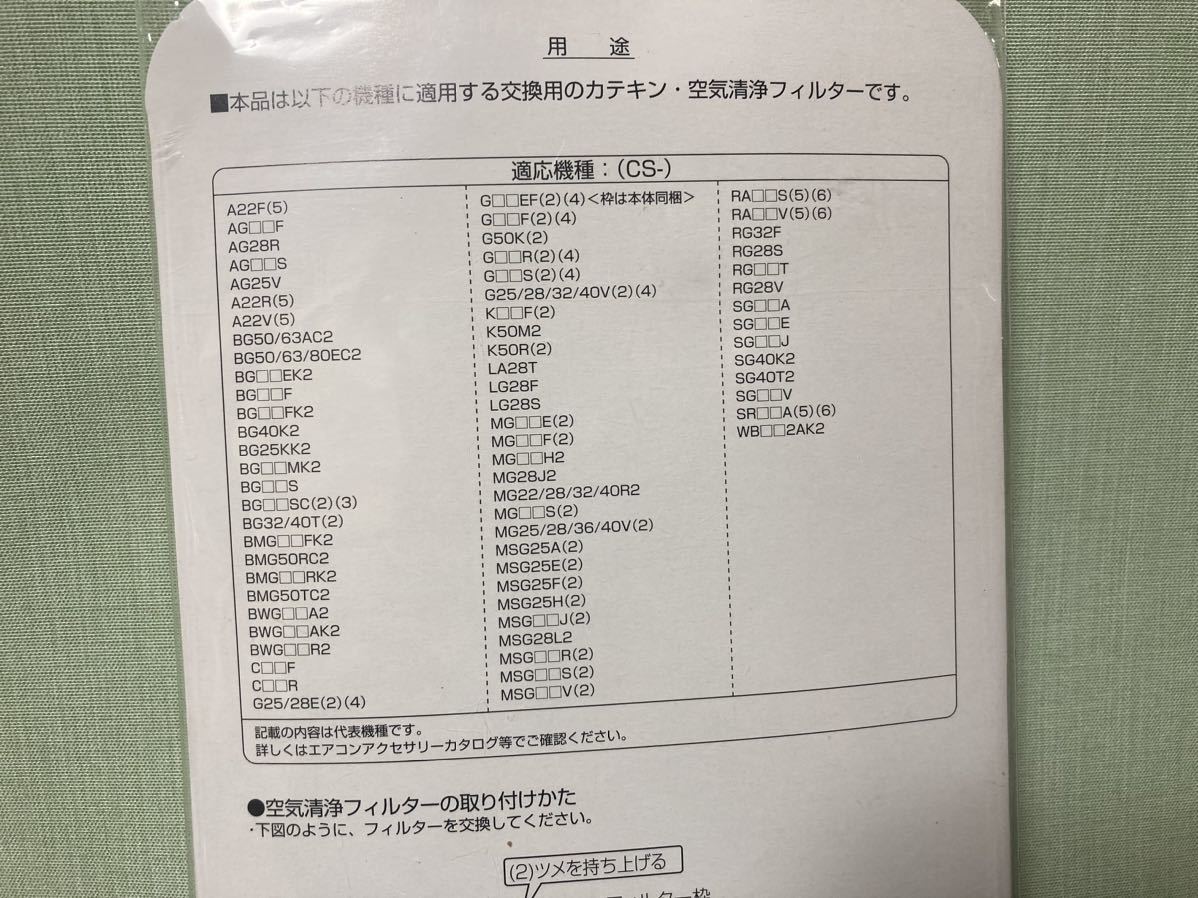 用　途
■本品は以下の機種に適用する交換用のカテキン・空気清浄フィルターです。
適応機種：(CS-)
A22F(5)
AG□□F
AG28R
AG□□S
AG25V
A22R(5)
A22V(5)
BG50/63AC2
BG50/63/80EC2
BG□□EK2
BG□□F
BG□□FK2
BG40K2
BG25KK2
BG□□MK2
BG□□S
BG□□SC(2)(3)
BG32/40T(2)
BMG□□FK2
BMG50RC2
BMG□□RK2
BMG50TC2
BWG□□A2
BWG□□AK2
BWG□□R2
C□□F
C□□R
G25/28E(2)(4)
G□□EF(2)(4)<枠は本体同梱>
G□□F(2)(4)
G50K(2)
G□□R(2)(4)
G□□S(2)(4)
G25/28/32/40V(2)(4)
K□□F(2)
K50M2
K50R(2)
LA28T
LG28F
LG28S
MG□□E(2)
MG□□F(2)
MG□□H2
MG28J2
MG22/28/32/40R2
MG□□S(2)
MG25/28/36/40V(2)
MSG25A(2)
MSG25E(2)
MSG25F(2)
MSG25H(2)
MSG□□J(2)
MSG28L2
MSG□□R(2)
MSG□□S(2)
MSG□□V(2)
RA□□S(5)(6)
RA□□V(5)(6)
RG32F
RG28S
RG□□T
RG28V
SG□□A
SG□□E
SG□□J
SG40K2
SG40T2
SG□□V
SR□□A(5)(6)
WB□□2AK2
記載の内容は代表機種です。
詳しくはエアコンアクセサリーカタログ等でご確認ください。
●空気清浄フィルターの取り付けかた
・下図のように、フィルターを交換してください。
(2)ツメを持ち上げる
フィルター枠